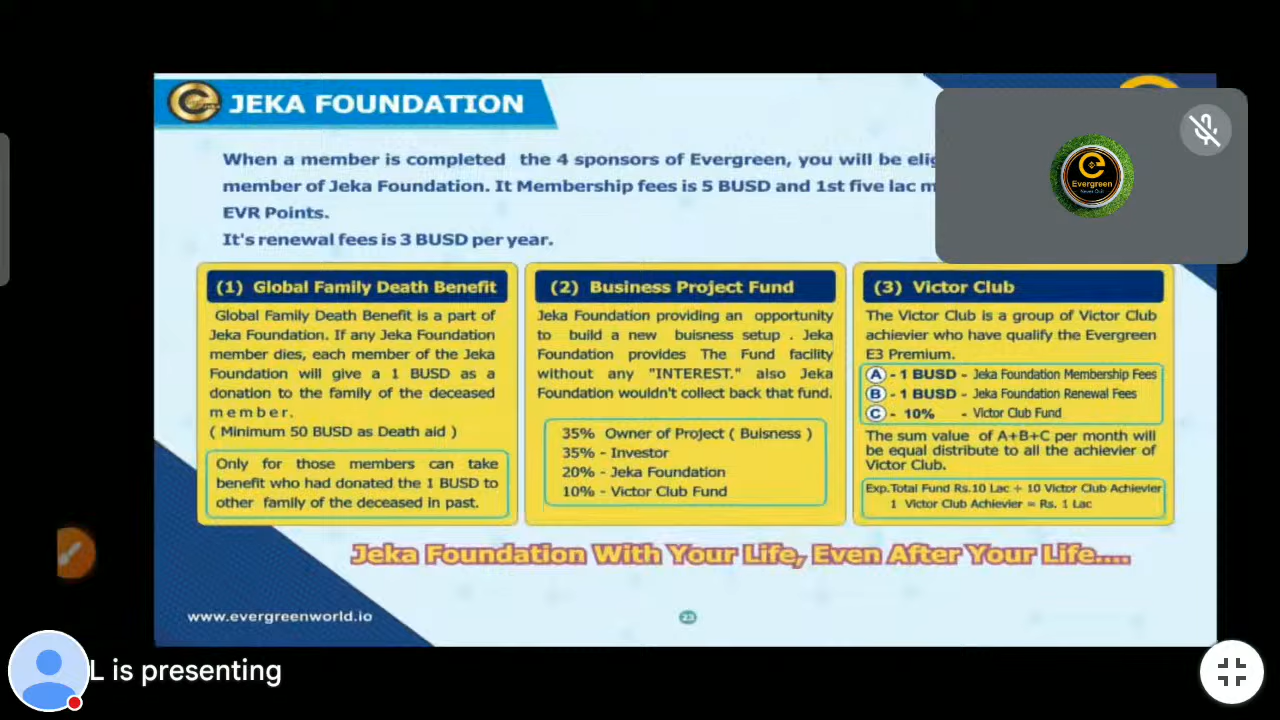 JEKA FOUNDATION
When a member is completed the 4 sponsors of Evergreen, you will be
member of Jeka Foundation. It Membership fees is 5 BUSD and 1st five lac
EVR Points.
It's renewal fees is 3 BUSD per year.
Evergreen
(1) Global Family Death Benefit
Global Family Death Benefit is a part of
Jeka Foundation. If any Jeka Foundation
member dies, each member of the Jeka
Foundation will give a 1 BUSD as a
donation to the family of the deceased
member.
( Minimum 50 BUSD as Death aid )
Only for those members can take
benefit who had donated the 1 BUSD to
other family of the deceased in past.
(2) Business Project Fund
Jeka Foundation providing an opportunity
to build a new buisness setup . Jeka
Foundation provides The Fund facility
without any "INTEREST." also Jeka
Foundation wouldn't collect back that fund.
35% Owner of Project ( Buisness )
35% - Investor
20% - Jeka Foundation
10% - Victor Club Fund
(3) Victor Club
The Victor Club is a group of Victor Club
achievier who have qualify the Evergreen
E3 Premium.
A - 1 BUSD - Jeka Foundation Membership Fees
B - 1 BUSD - Jeka Foundation Renewal Fees
C - 10% - Victor Club Fund
The sum value of A+B+C per month will
be equal distribute to all the achievier of
Victor Club.
Exp.Total Fund Rs.10 Lac ÷ 10 Victor Club Achievier
1 Victor Club Achievier = Rs. 1 Lac
Jeka Foundation With Your Life, Even After Your Life....
www.evergreenworld.io
23
L is presenting